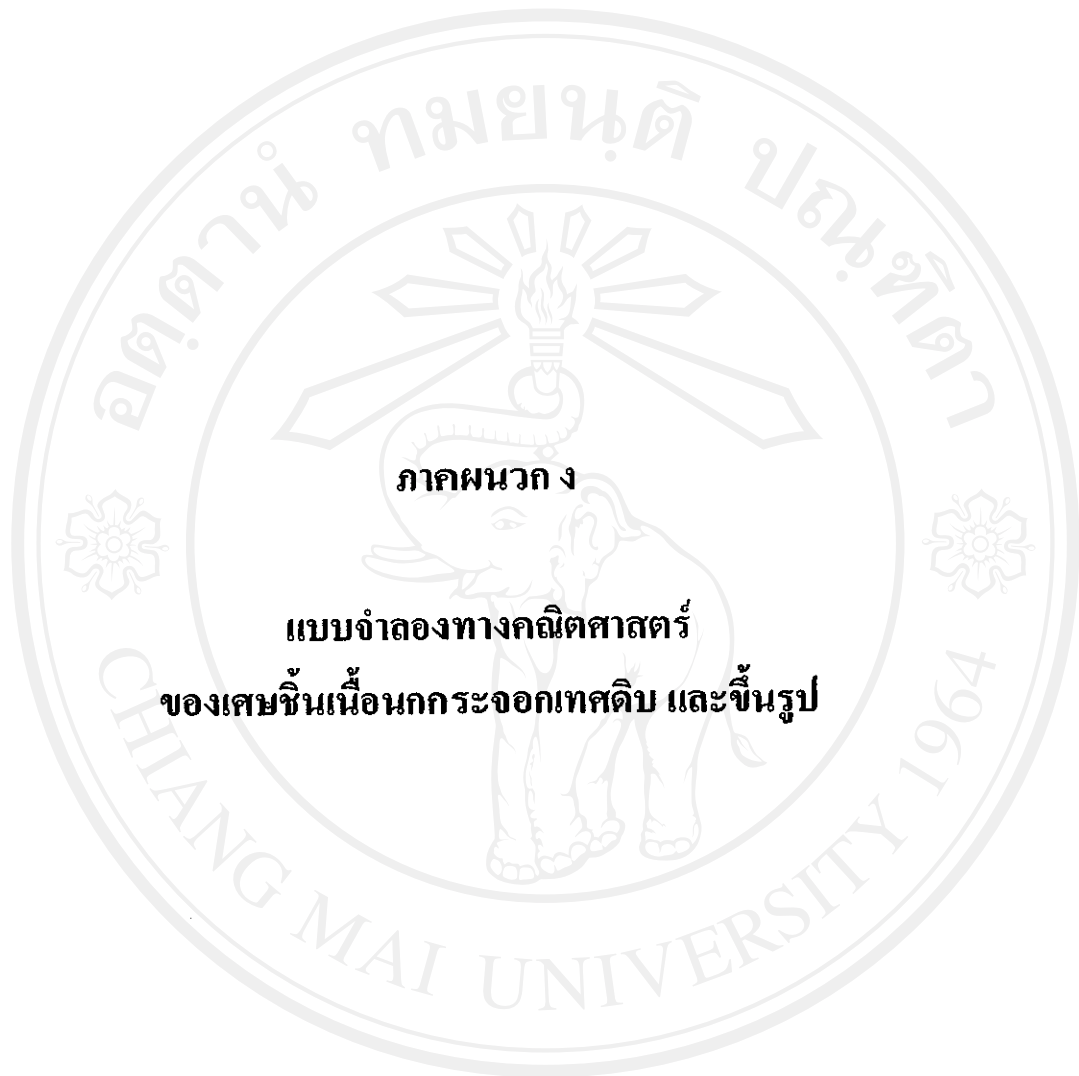 อตฺตานํ ทมยนฺติ ปณฺฑิตา
ภาคผนวก ง
แบบจำลองทางคณิตศาสตร์
ของเศษชิ้นเนื้อนกกระจอกเทศดิบ และขึ้นรูป
CHIANG MAI UNIVERSITY 1964